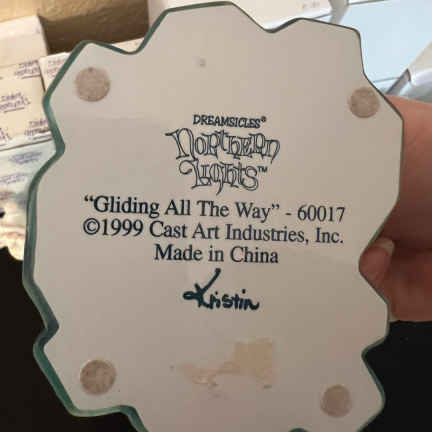 DREAMSICLES®
Northern
Lights™
“Gliding All The Way” - 60017
©1999 Cast Art Industries, Inc.
Made in China
Kristin